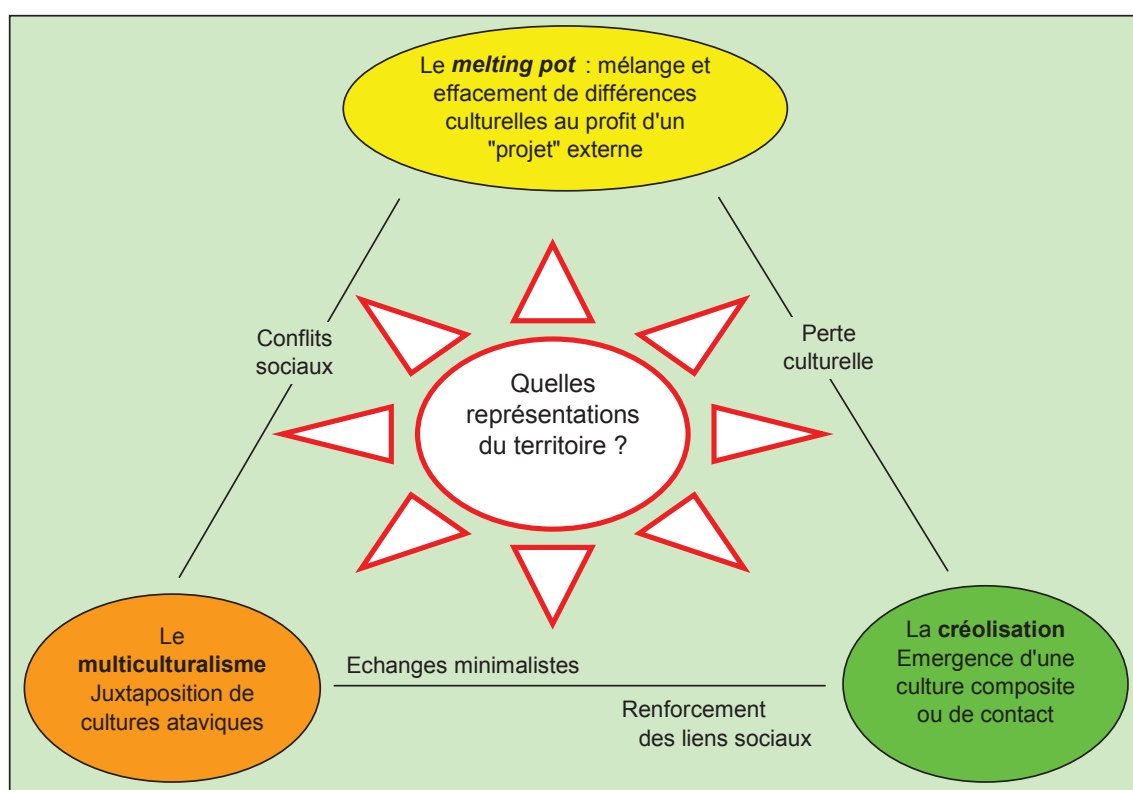 Le melting pot : mélange et
effacement de différences
culturelles au profit d'un
"projet" externe
Conflits
sociaux
Perte
culturelle
Quelles
représentations
du territoire ?
Le
multiculturalisme
Juxtaposition de
cultures ataviques
Echanges minimalistes
Renforcement
des liens sociaux
La créolisation
Emergence d'une
culture composite
ou de contact